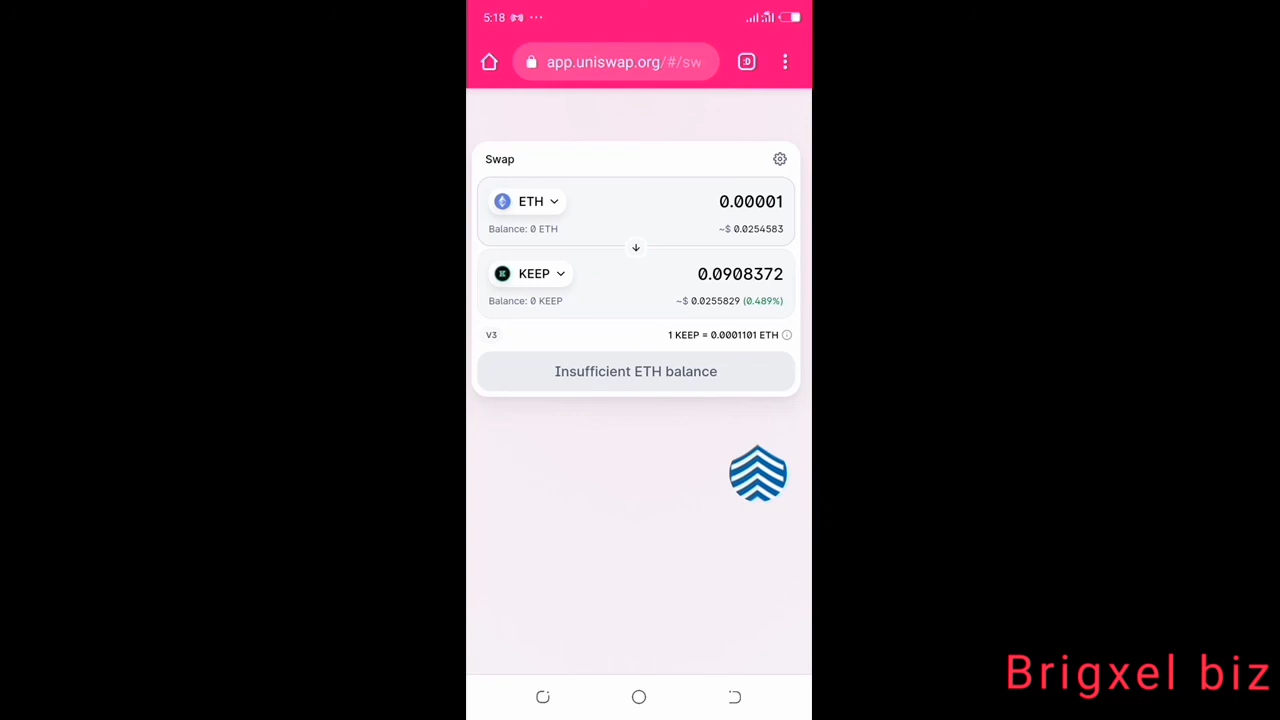 5:18 ...
app.uniswap.org/#/sw
:D
Swap
ETH 0.00001
Balance: 0 ETH ~$ 0.0254583
KEEP 0.0908372
Balance: 0 KEEP ~$ 0.0255829 (0.489%)
V3 1 KEEP = 0.0001101 ETH
Insufficient ETH balance
Brigxel biz